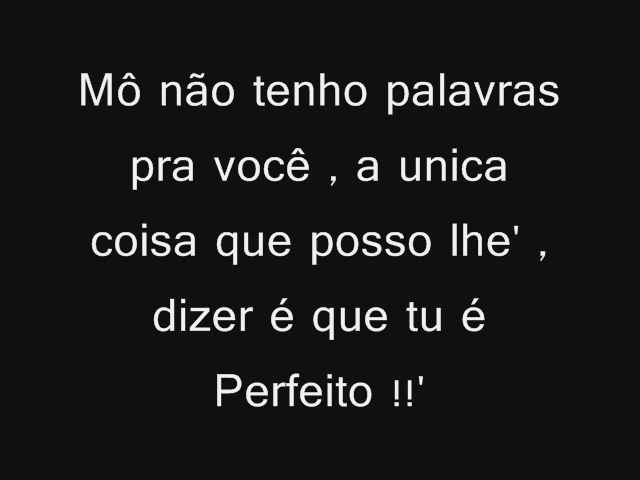 Mô não tenho palavras
pra você , a unica
coisa que posso lhe' ,
dizer é que tu é
Perfeito !!'